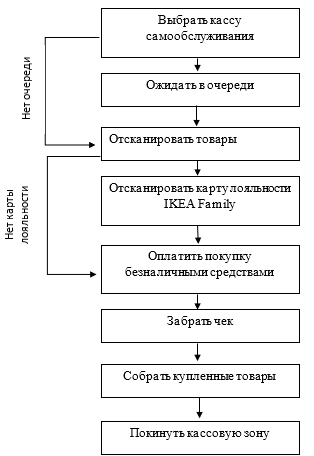 Выбрать кассу
самообслуживания
Нет очереди
Ожидать в очереди
Отсканировать товары
Нет карты
лояльности
Отсканировать карту лояльности
IKEA Family
Оплатить покупку
безналичными средствами
Забрать чек
Собрать купленные товары
Покинуть кассовую зону